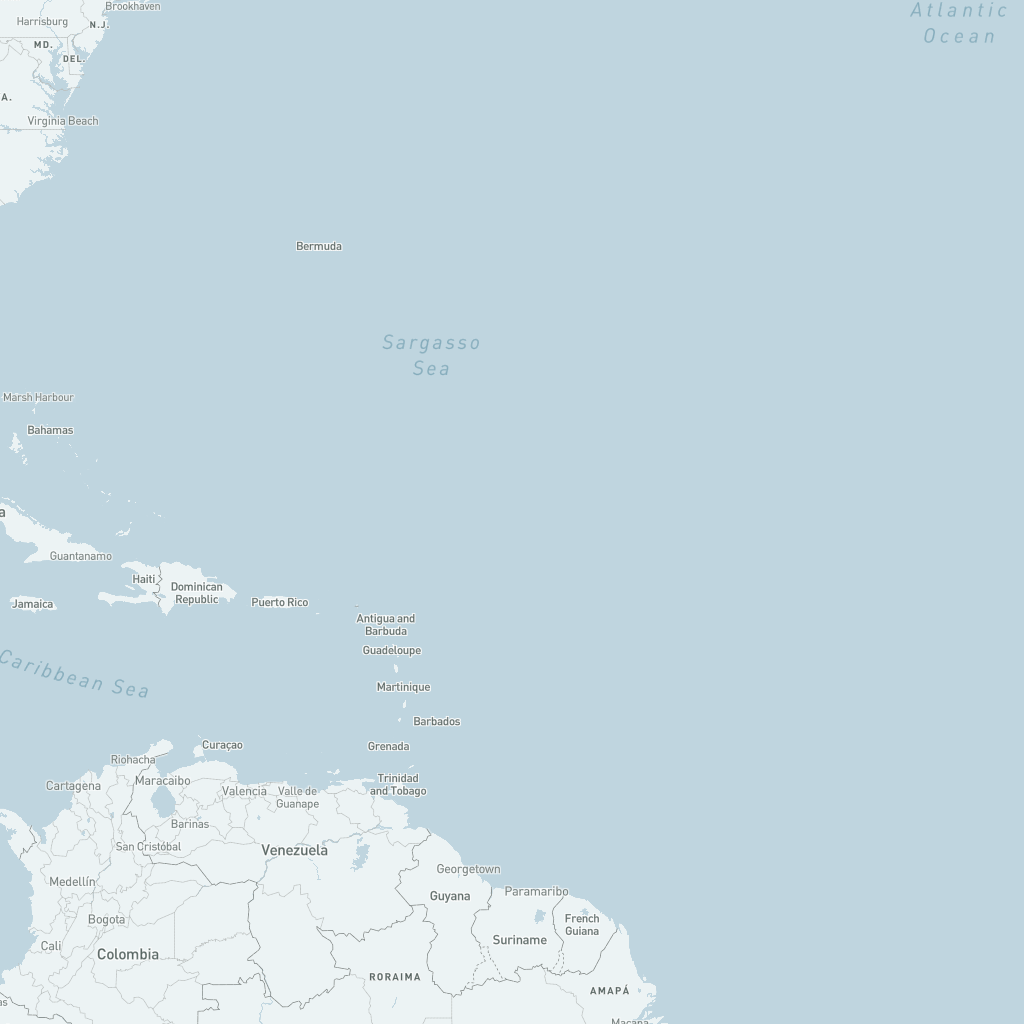 Brookhaven
Atlantic
Ocean
Harrisburg
N.J.
MD.
DEL.
A.
Virginia Beach
Bermuda
Sargasso
Sea
Marsh Harbour
Bahamas
a
Guantanamo
Haiti
Dominican
Republic
Jamaica
Puerto Rico
Antigua and
Barbuda
Guadeloupe
Caribbean Sea
Martinique
Barbados
Curaçao
Grenada
Riohacha
Maracaibo
Trinidad
and Tobago
Cartagena
Valencia
Valle de
Guanape
Barinas
San Cristóbal
Venezuela
Georgetown
Medellín
Paramaribo
Guyana
Bogota
French
Guiana
Cali
Suriname
Colombia
RORAIMA
AMAPÁ
as
Macapa